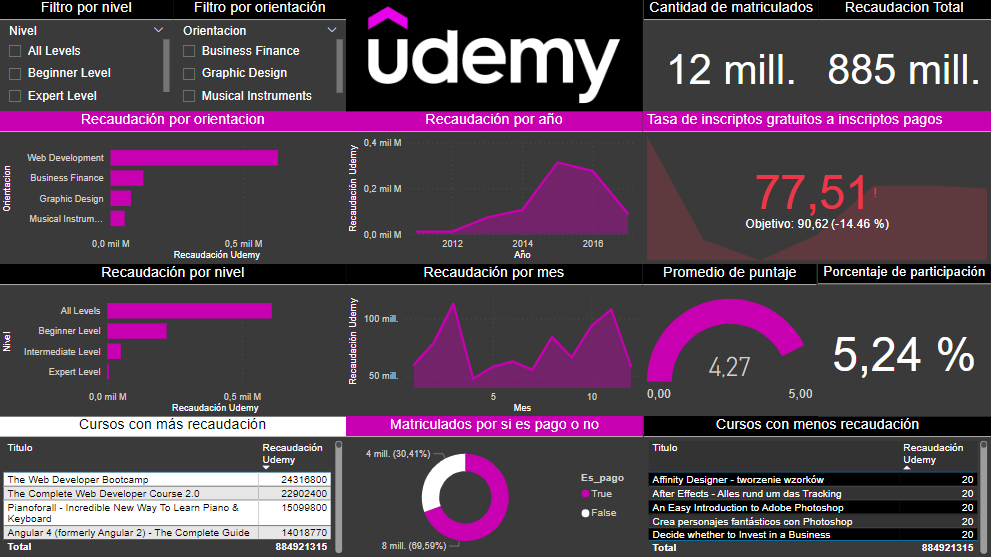 Filtro por nivel
Filtro por orientación
Nivel
All Levels
Beginner Level
Expert Level
Orientacion
Business Finance
Graphic Design
Musical Instruments
udemy
Cantidad de matriculados
12 mill.
Recaudacion Total
885 mill.
Recaudación por orientacion
Orientacion
Web Development
Business Finance
Graphic Design
Musical Instrum...
0,0 mil M
0,5 mil M
Recaudación Udemy
Recaudación por año
Recaudación Udemy
0,4 mil M
0,2 mil M
0,0 mil M
2012
2014
2016
Año
Tasa de inscriptos gratuitos a inscriptos pagos
77,51!
Objetivo: 90,62 (-14.46 %)
Recaudación por nivel
Nivel
All Levels
Beginner Level
Intermediate Level
Expert Level
0,0 mil M
0,5 mil M
Recaudación Udemy
Recaudación por mes
Recaudación Udemy
100 mill.
50 mill.
5
10
Mes
Promedio de puntaje
4,27
0,00
5,00
Porcentaje de participación
5,24 %
Cursos con más recaudación
Titulo
Recaudación
Udemy
The Web Developer Bootcamp 24316800
The Complete Web Developer Course 2.0 22902400
Pianoforall - Incredible New Way To Learn Piano & 15099800
Keyboard
Angular 4 (formerly Angular 2) - The Complete Guide 14018770
Total 884921315
Matriculados por si es pago o no
4 mill. (30,41%)
8 mill. (69,59%)
Es_pago
True
False
Cursos con menos recaudación
Titulo
Recaudación
Udemy
Affinity Designer - tworzenie wzorków 20
After Effects - Alles rund um das Tracking 20
An Easy Introduction to Adobe Photoshop 20
Crea personajes fantásticos con Photoshop 20
Decide whether to Invest in a Business 20
Total 884921315